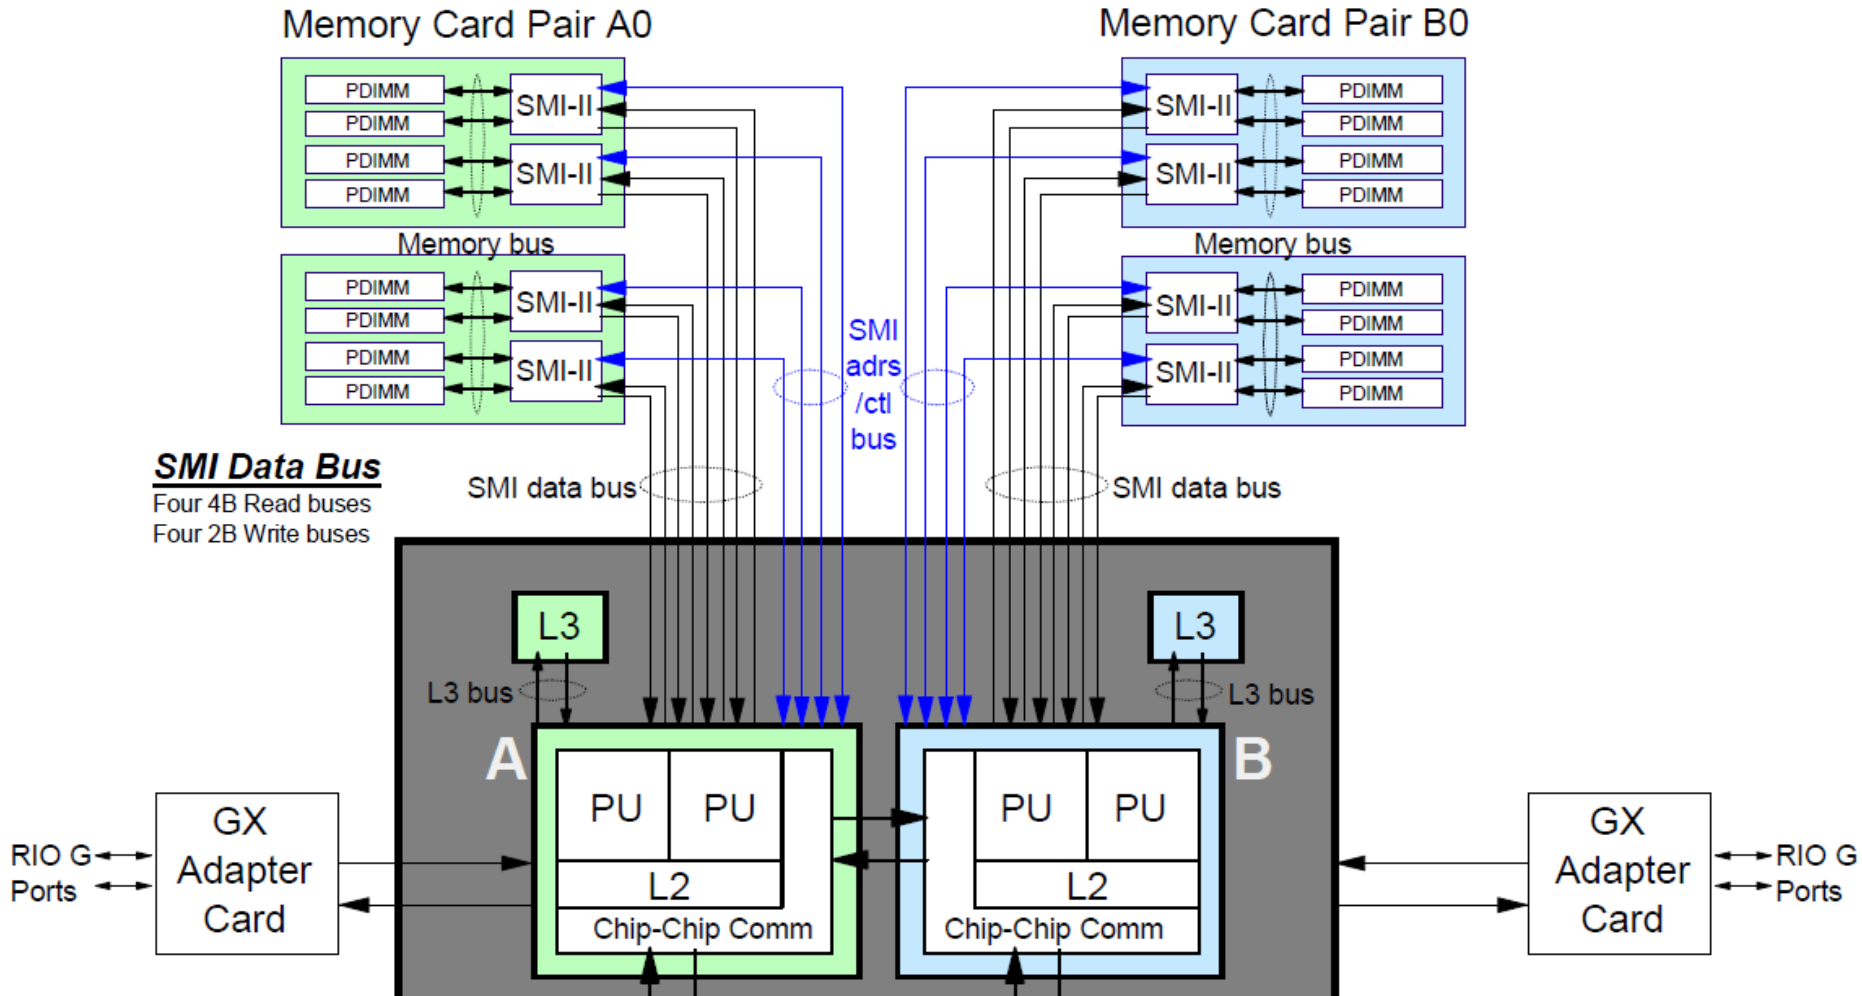 Memory Card Pair A0
Memory Card Pair B0
PDIMM
PDIMM
SMI-II
PDIMM
PDIMM
SMI-II
SMI-II
PDIMM
PDIMM
SMI-II
PDIMM
PDIMM
Memory bus
Memory bus
PDIMM
PDIMM
SMI-II
PDIMM
PDIMM
SMI-II
SMI-II
PDIMM
PDIMM
SMI-II
PDIMM
PDIMM
SMI
adrs
/ctl
bus
SMI Data Bus
Four 4B Read buses
Four 2B Write buses
SMI data bus
SMI data bus
L3
L3
L3 bus
L3 bus
A
B
PU
PU
L2
Chip-Chip Comm
PU
PU
L2
Chip-Chip Comm
RIO G
Ports
GX
Adapter
Card
GX
Adapter
Card
RIO G
Ports